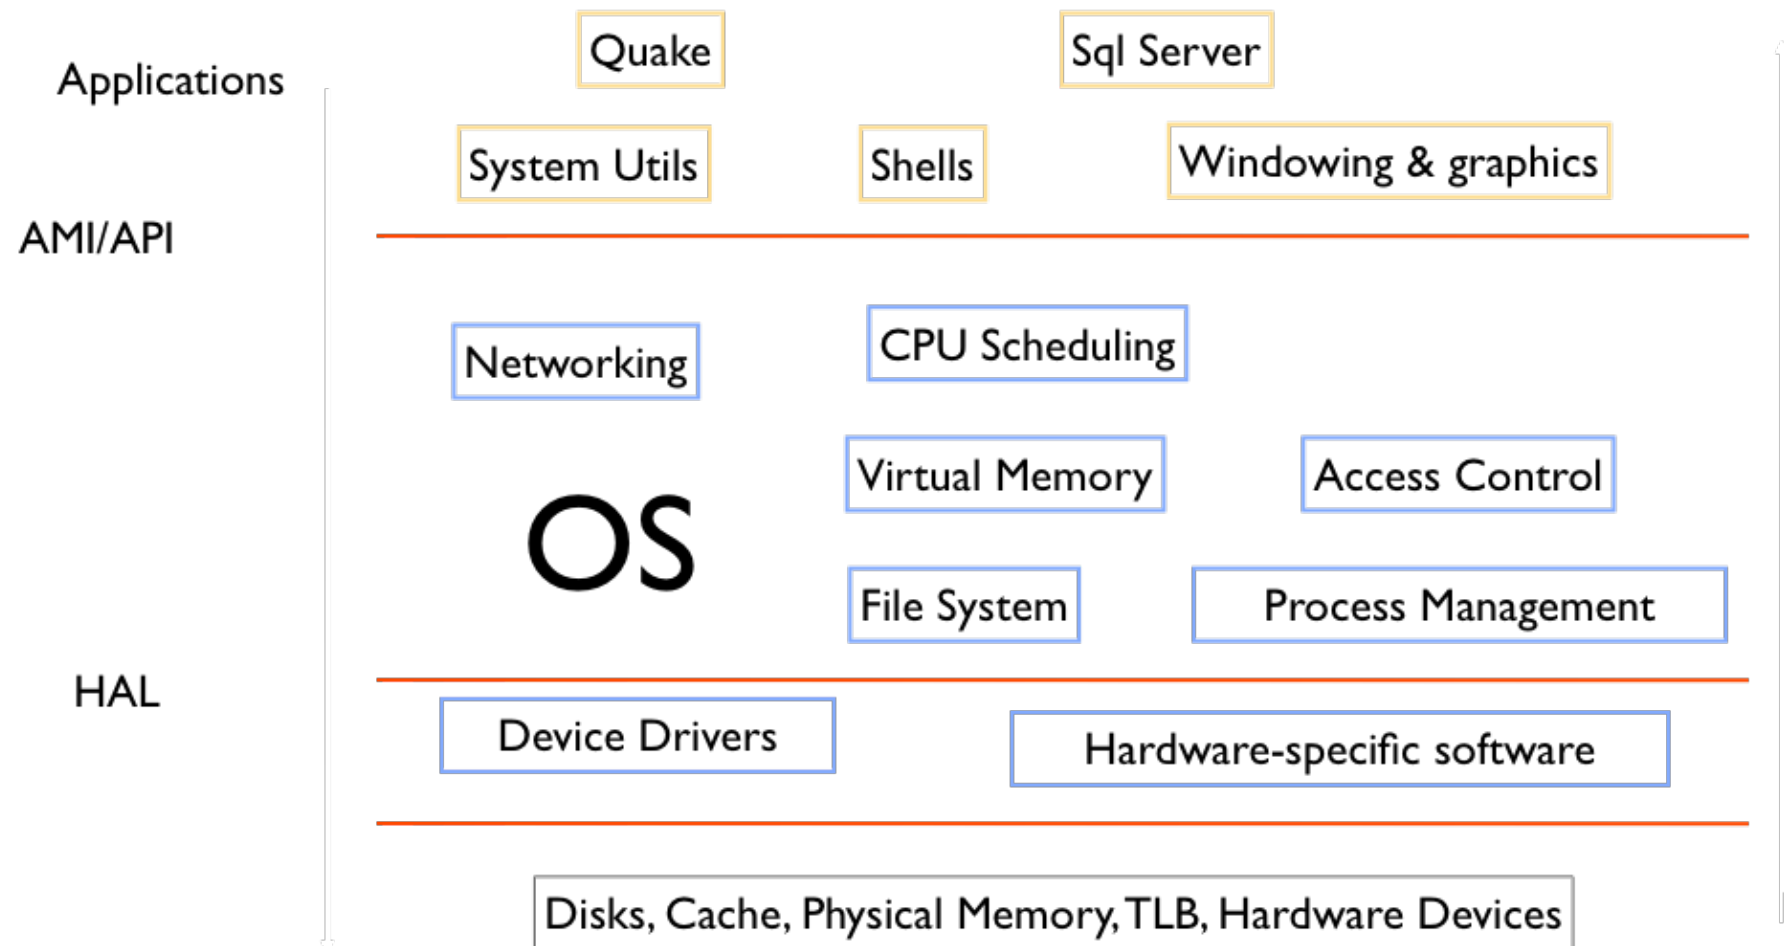 Quake
Sql Server
Applications
System Utils
Shells
Windowing & graphics
AMI/API
Networking
CPU Scheduling
Virtual Memory
Access Control
OS
File System
Process Management
HAL
Device Drivers
Hardware-specific software
Disks, Cache, Physical Memory, TLB, Hardware Devices